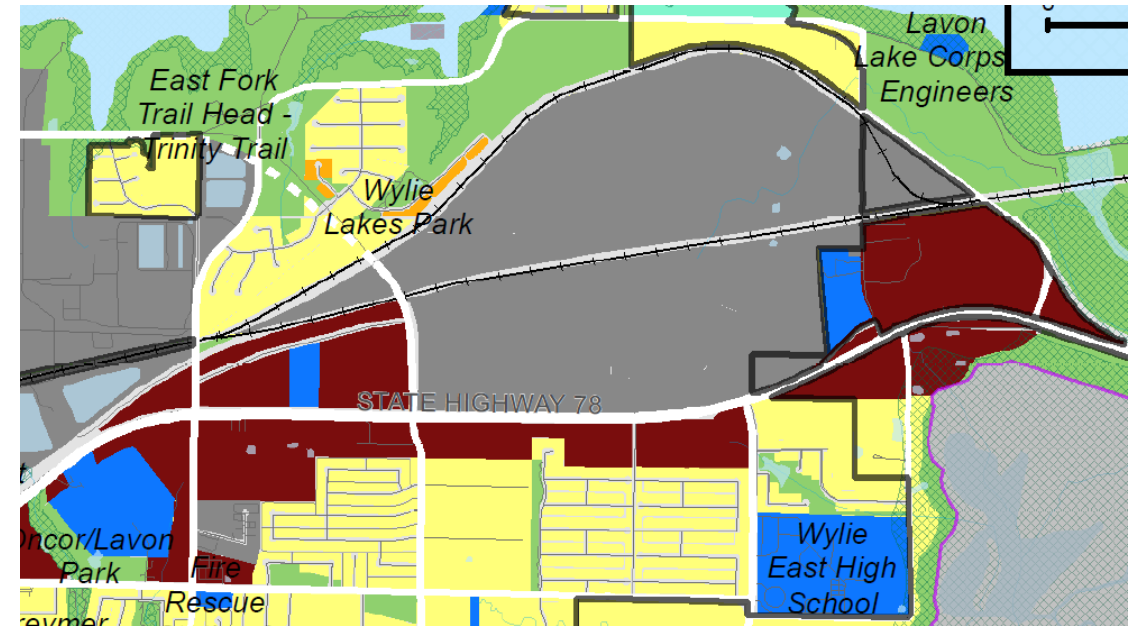 Lavon
Lake Corps
Engineers
East Fork
Trail Head -
Trinity Trail
Wylie
Lakes Park
STATE HIGHWAY 78
Oncor/Lavon
Park
Fire
Rescue
Wylie
East High
School